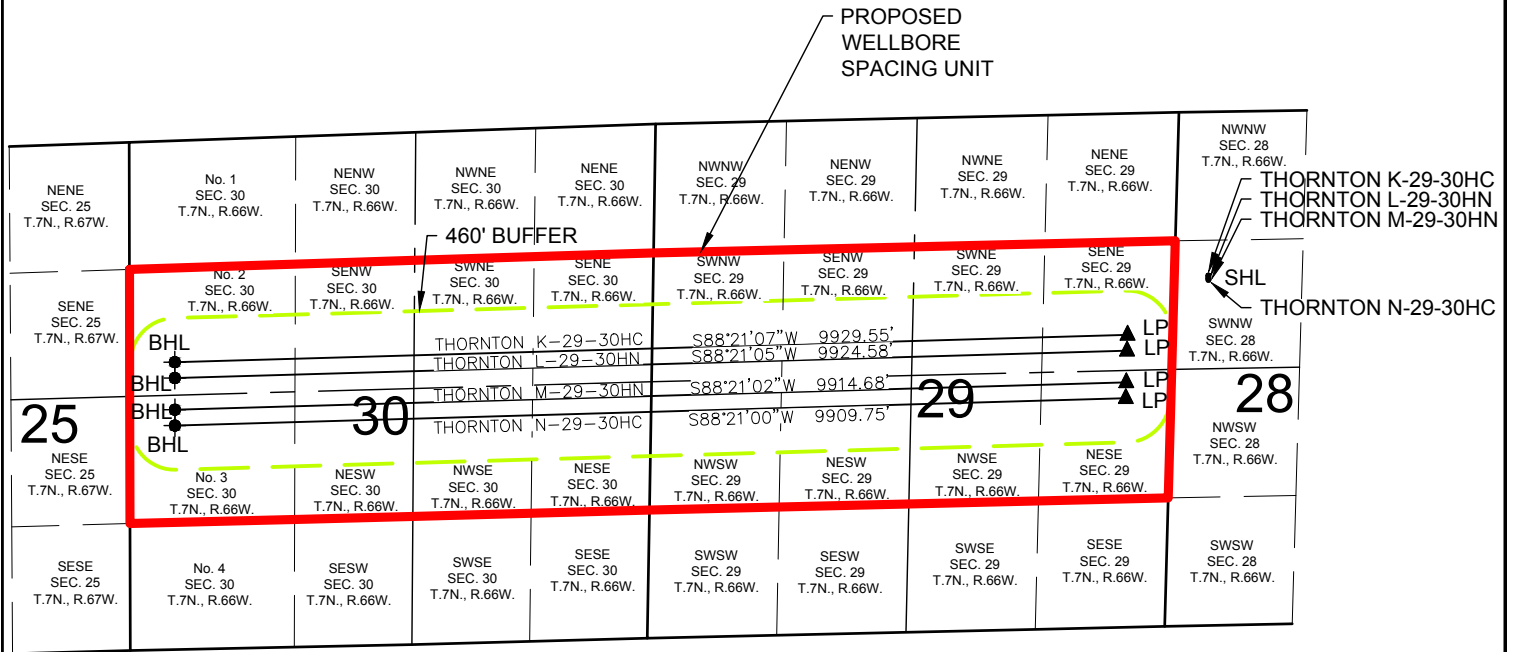 PROPOSED
WELLBORE
SPACING UNIT
NENE
SEC. 25
T.7N., R.67W.
No. 1
SEC. 30
T.7N., R.66W.
NENW
SEC. 30
T.7N., R.66W.
NWNE
SEC. 30
T.7N., R.66W.
NENE
SEC. 30
T.7N., R.66W.
NWNW
SEC. 29
T.7N., R.66W.
NENW
SEC. 29
T.7N., R.66W.
NWNE
SEC. 29
T.7N., R.66W.
NENE
SEC. 29
T.7N., R.66W.
NWNW
SEC. 28
T.7N., R.66W.
THORNTON K-29-30HC
THORNTON L-29-30HN
THORNTON M-29-30HN
SHL
THORNTON N-29-30HC
460' BUFFER
SENE
SEC. 25
T.7N., R.67W.
No. 2
SEC. 30
T.7N., R.66W.
SENW
SEC. 30
T.7N., R.66W.
SWNE
SEC. 30
T.7N., R.66W.
SENE
SEC. 30
T.7N., R.66W.
SWNW
SEC. 29
T.7N., R.66W.
SENW
SEC. 29
T.7N., R.66W.
SWNE
SEC. 29
T.7N., R.66W.
SENE
SEC. 29
T.7N., R.66W.
SWNW
SEC. 28
T.7N., R.66W.
BHL
THORNTON K-29-30HC S88°21'07"W 9929.55'
LP
THORNTON L-29-30HN S88°21'05"W 9924.58'
LP
BHL
THORNTON M-29-30HN S88°21'02"W 9914.68'
LP
BHL
THORNTON N-29-30HC S88°21'00"W 9909.75'
LP
BHL
25
30
29
28
NESE
SEC. 25
T.7N., R.67W.
No. 3
SEC. 30
T.7N., R.66W.
NESW
SEC. 30
T.7N., R.66W.
NWSE
SEC. 30
T.7N., R.66W.
NESE
SEC. 30
T.7N., R.66W.
NWSW
SEC. 29
T.7N., R.66W.
NESW
SEC. 29
T.7N., R.66W.
NWSE
SEC. 29
T.7N., R.66W.
NESE
SEC. 29
T.7N., R.66W.
NWSW
SEC. 28
T.7N., R.66W.
SESE
SEC. 25
T.7N., R.67W.
No. 4
SEC. 30
T.7N., R.66W.
SESW
SEC. 30
T.7N., R.66W.
SWSE
SEC. 30
T.7N., R.66W.
SESE
SEC. 30
T.7N., R.66W.
SWSW
SEC. 29
T.7N., R.66W.
SESW
SEC. 29
T.7N., R.66W.
SWSE
SEC. 29
T.7N., R.66W.
SESE
SEC. 29
T.7N., R.66W.
SWSW
SEC. 28
T.7N., R.66W.